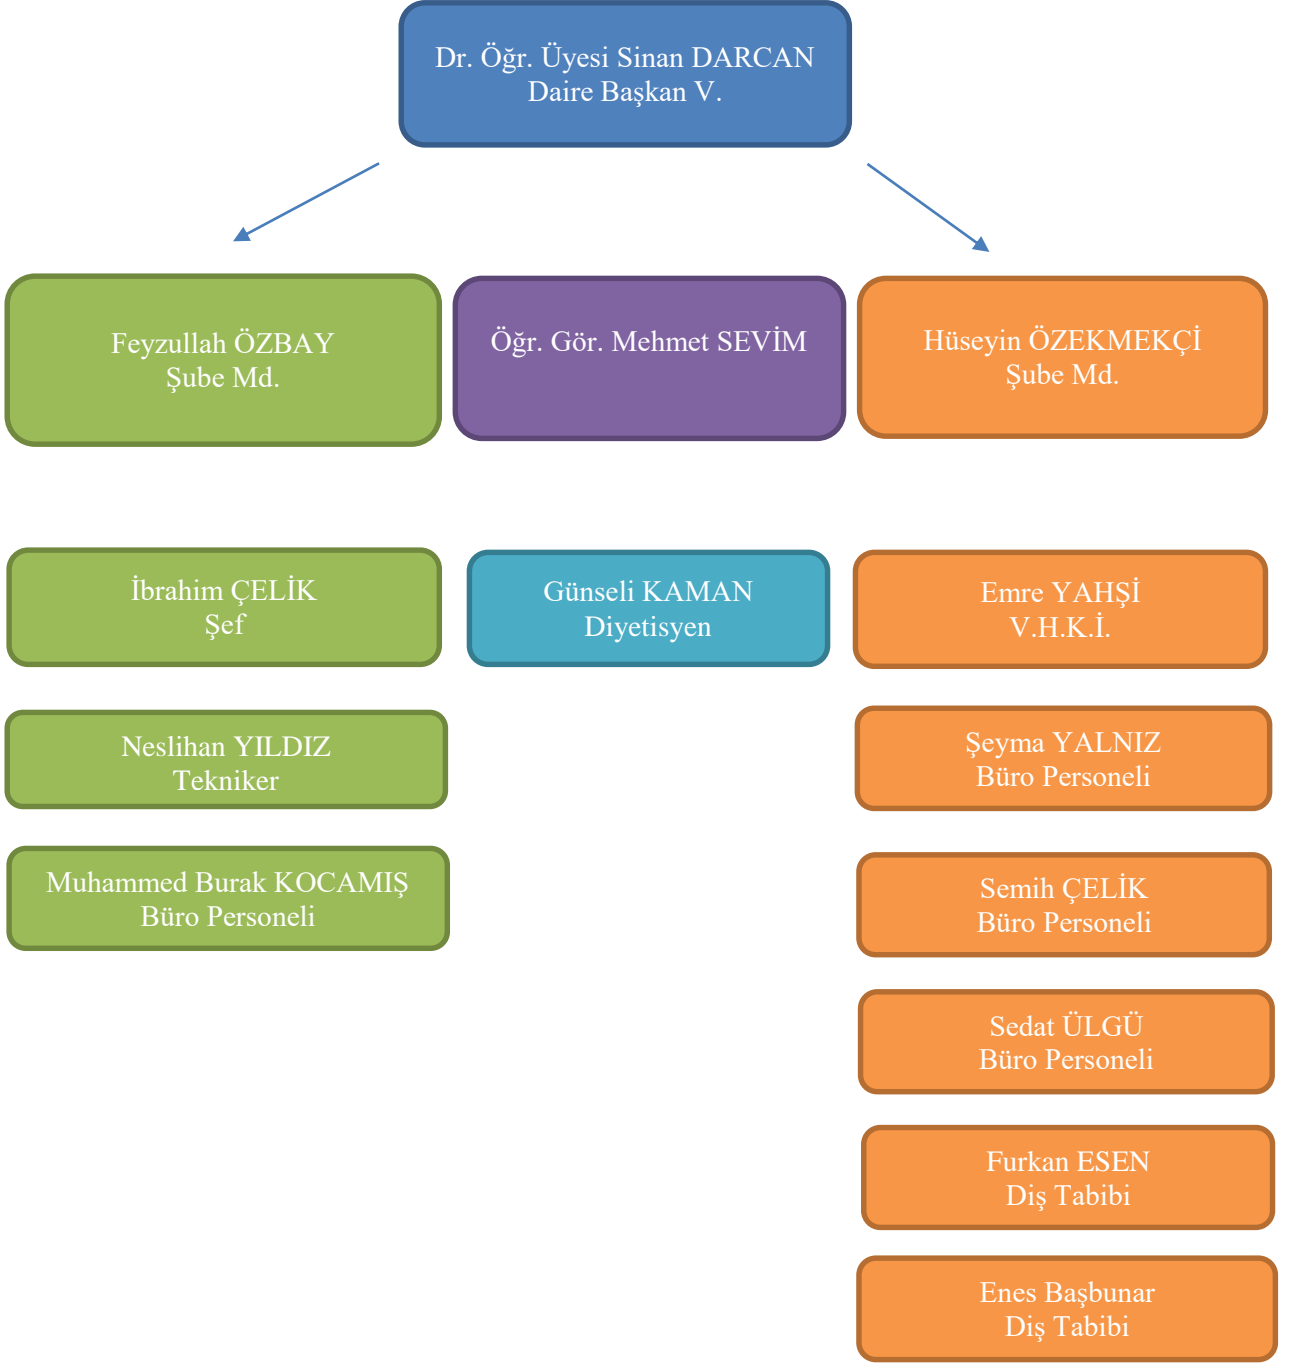 Dr. Öğr. Üyesi Sinan DARCAN
Daire Başkan V.
Feyzullah ÖZBAY
Şube Md.
Öğr. Gör. Mehmet SEVİM
Hüseyin ÖZEKMEKÇİ
Şube Md.
İbrahim ÇELİK
Şef
Günseli KAMAN
Diyetisyen
Emre YAHŞİ
V.H.K.İ.
Neslihan YILDIZ
Tekniker
Şeyma YALNIZ
Büro Personeli
Muhammed Burak KOCAMIŞ
Büro Personeli
Semih ÇELİK
Büro Personeli
Sedat ÜLGÜ
Büro Personeli
Furkan ESEN
Diş Tabibi
Enes Başbunar
Diş Tabibi